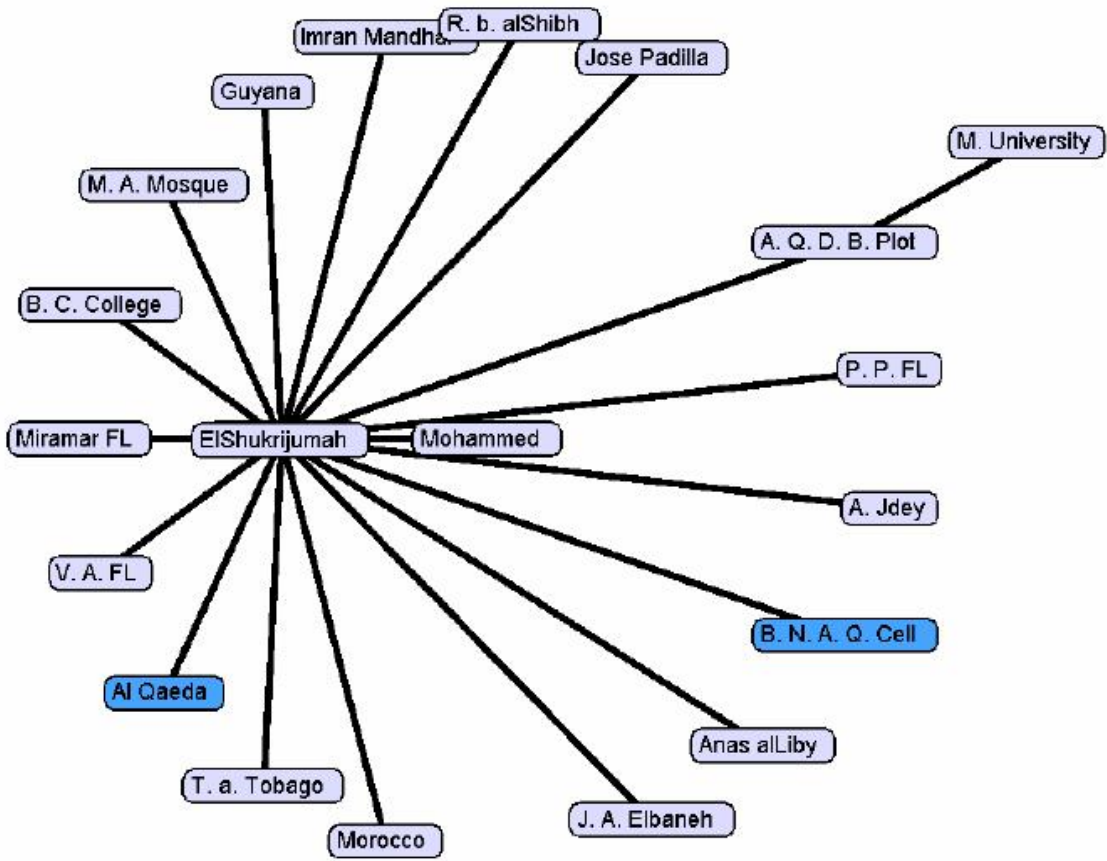 R. b. alShibh
Imran Mandhai
Jose Padilla
Guyana
M. University
M. A. Mosque
A. Q. D. B. Plot
B. C. College
P. P. FL
Miramar FL
ElShukrijumah
Mohammed
A. Jdey
V. A. FL
B. N. A. Q. Cell
Al Qaeda
Anas alLiby
T. a. Tobago
J. A. Elbaneh
Morocco